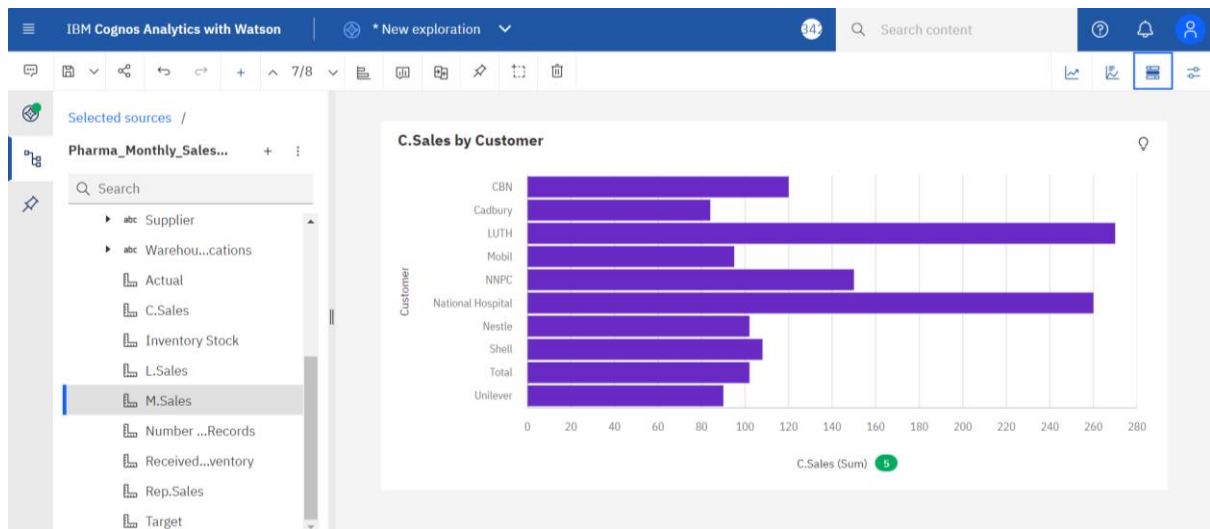 IBM Cognos Analytics with Watson
* New exploration
342
Search content
7/8
Selected sources /
Pharma_Monthly_Sales...
Search
abc Supplier
abc Warehou...cations
Actual
C.Sales
Inventory Stock
L.Sales
M.Sales
Number ...Records
Received...ventory
Rep.Sales
Target
C.Sales by Customer
Customer
CBN
Cadbury
LUTH
Mobil
NNPC
National Hospital
Nestle
Shell
Total
Unilever
0 20 40 60 80 100 120 140 160 180 200 220 240 260 280
C.Sales (Sum) 5